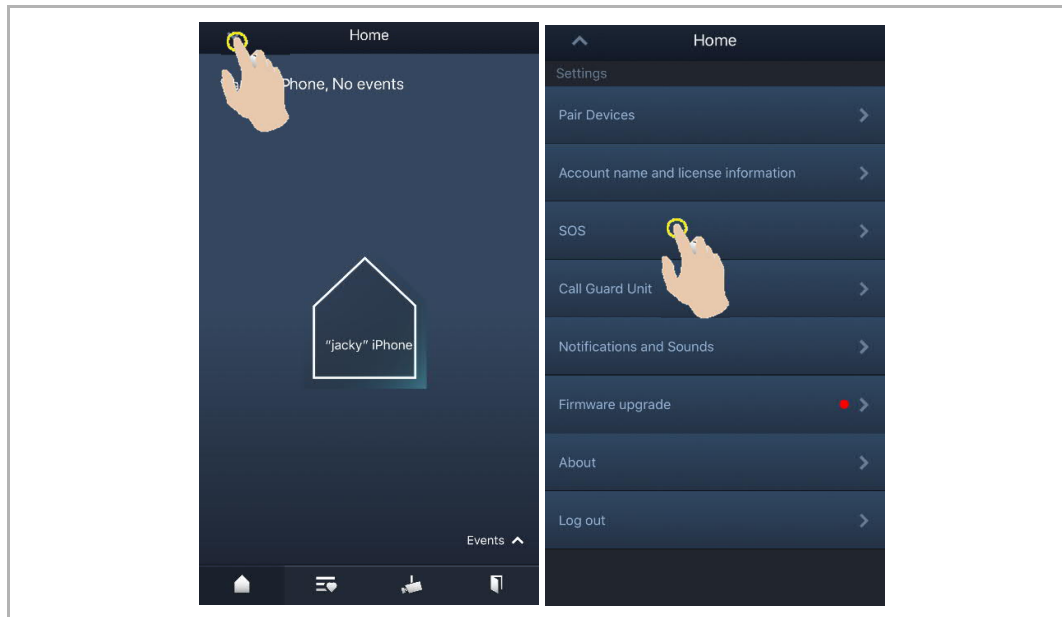 Home
Phone, No events
"jacky" iPhone
Events
Home
Settings
Pair Devices
Account name and license information
SOS
Call Guard Unit
Notifications and Sounds
Firmware upgrade
About
Log out